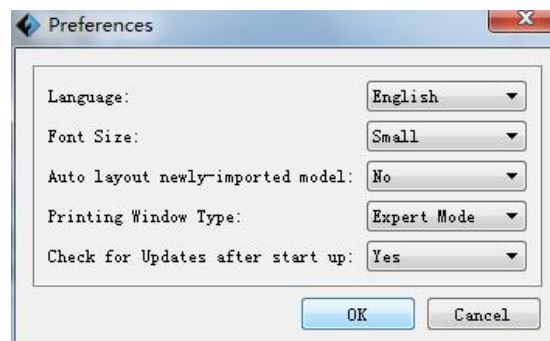 Preferences
Language: English
Font Size: Small
Auto layout newly-imported model: No
Printing Window Type: Expert Mode
Check for Updates after start up: Yes
OK Cancel